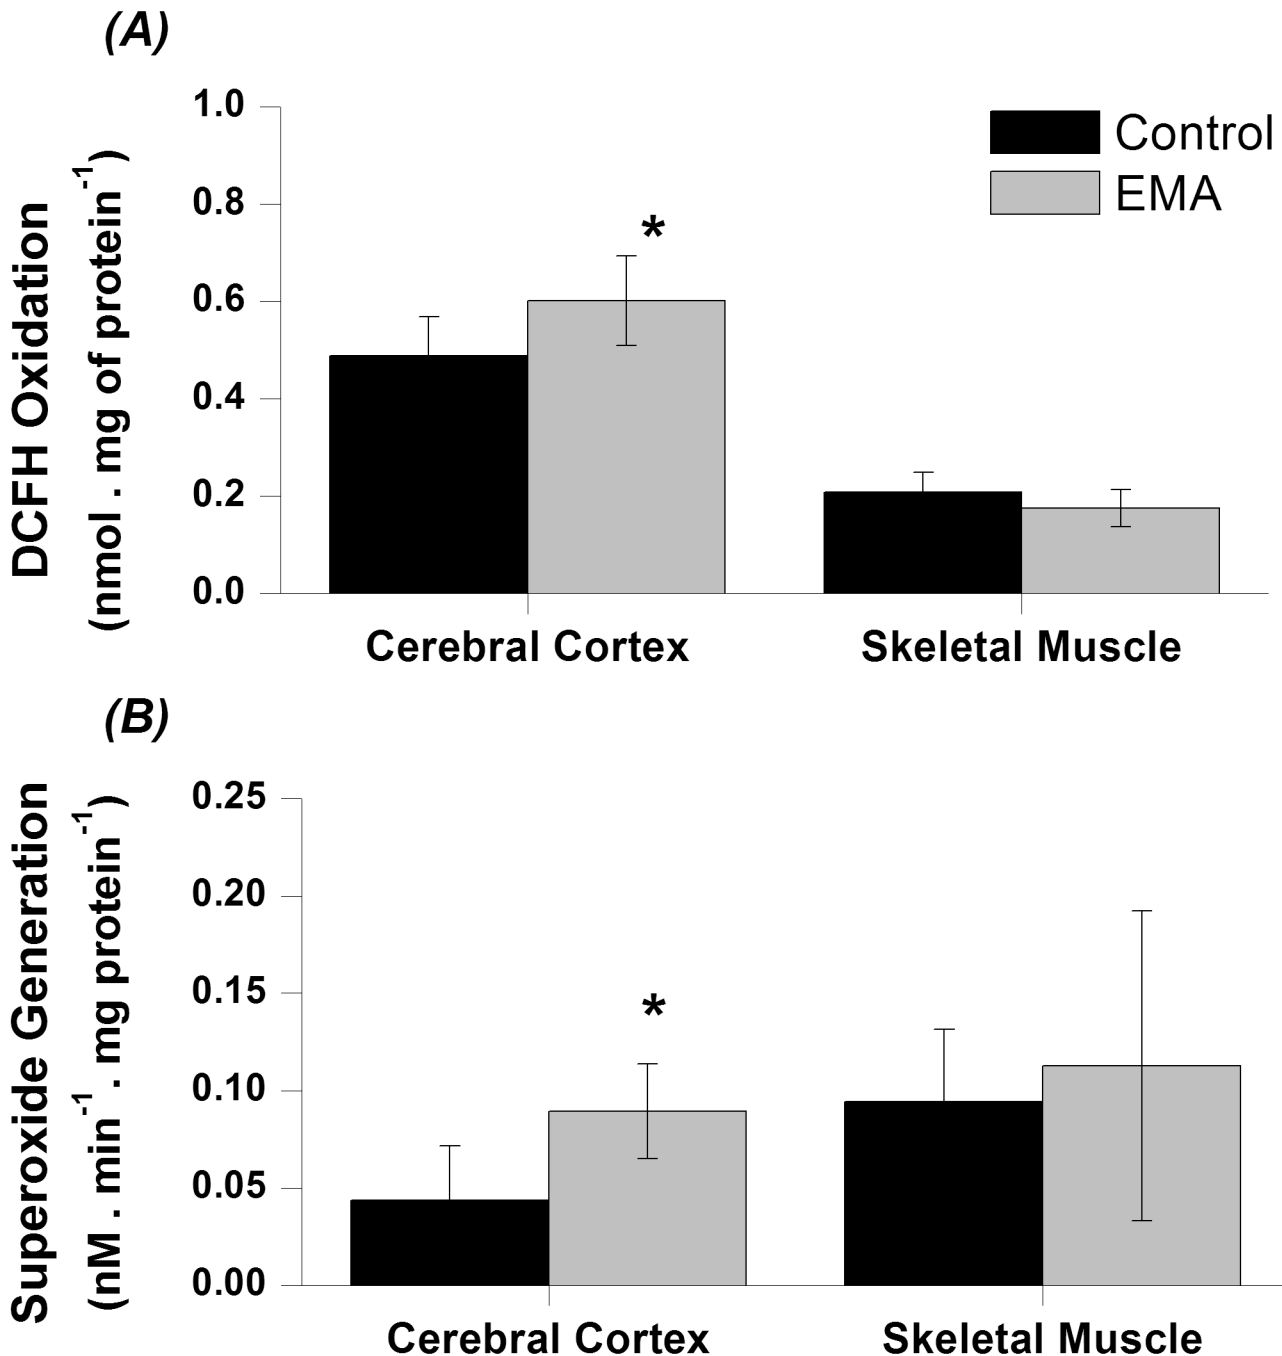 (A)
DCFH Oxidation
(nmol . mg of protein⁻¹)
1.0
0.8
0.6
0.4
0.2
0.0
Control
EMA
*
Cerebral Cortex
Skeletal Muscle
(B)
Superoxide Generation
(nM . min⁻¹ . mg protein⁻¹)
0.25
0.20
0.15
0.10
0.05
0.00
*
Cerebral Cortex
Skeletal Muscle